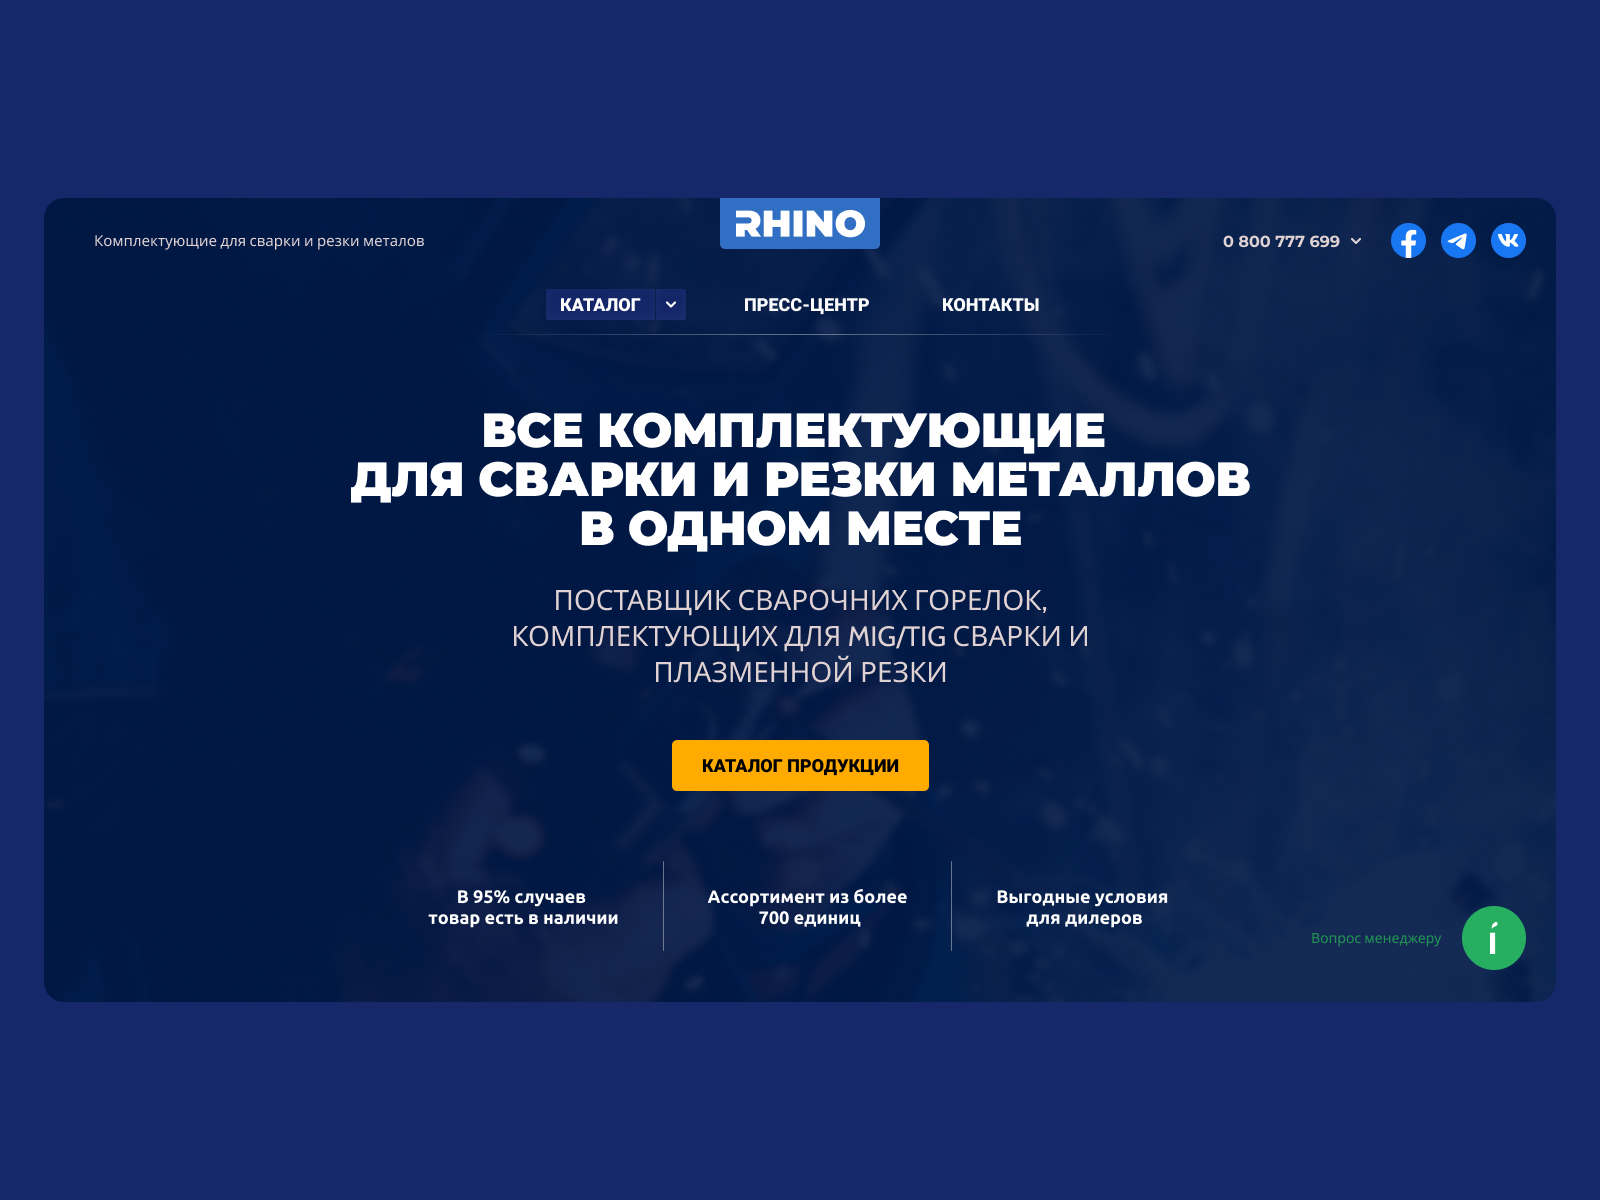 Комплектующие для сварки и резки металов
RHINO
0 800 777 699
КАТАЛОГ
ПРЕСС-ЦЕНТР
КОНТАКТЫ
ВСЕ КОМПЛЕКТУЮЩИЕ
ДЛЯ СВАРКИ И РЕЗКИ МЕТАЛЛОВ
В ОДНОМ МЕСТЕ
ПОСТАВЩИК СВАРОЧНИХ ГОРЕЛОК,
КОМПЛЕКТУЮЩИХ ДЛЯ MIG/TIG СВАРКИ И
ПЛАЗМЕННОЙ РЕЗКИ
КАТАЛОГ ПРОДУКЦИИ
В 95% случаев
товар есть в наличии
Ассортимент из более
700 единиц
Выгодные условия
для дилеров
Вопрос менеджеру